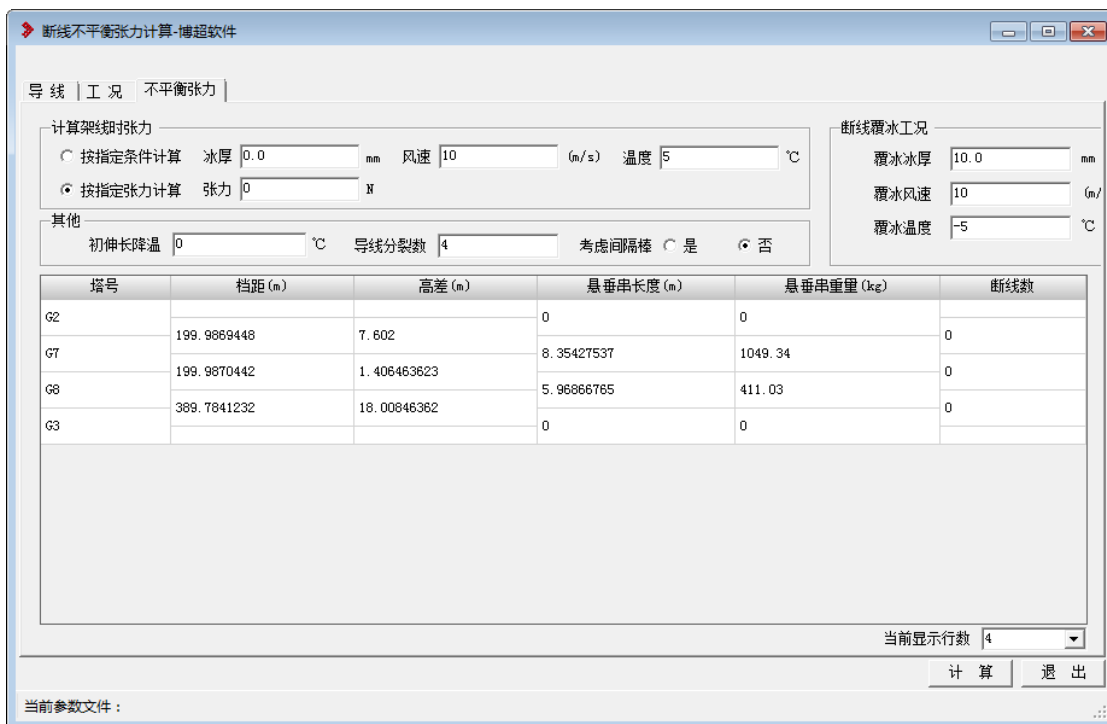 断线不平衡张力计算-博超软件
导 线 工 况 不平衡张力
计算架线时张力
按指定条件计算 冰厚 0.0 mm 风速 10 (m/s) 温度 5 ℃
按指定张力计算 张力 0 N
断线覆冰工况
覆冰冰厚 10.0 mm
覆冰风速 10 (m/
覆冰温度 -5 ℃
其他
初伸长降温 0 ℃ 导线分裂数 4 考虑间隔棒 是 否
塔号 档距(m) 高差(m) 悬垂串长度(m) 悬垂串重量(kg) 断线数
G2 0 0
199.9869448 7.602 0
G7 8.35427537 1049.34
199.9870442 1.406463623 0
G8 5.96866765 411.03
389.7841232 18.00846362 0
G3 0 0
当前显示行数 4
计 算 退 出
当前参数文件：